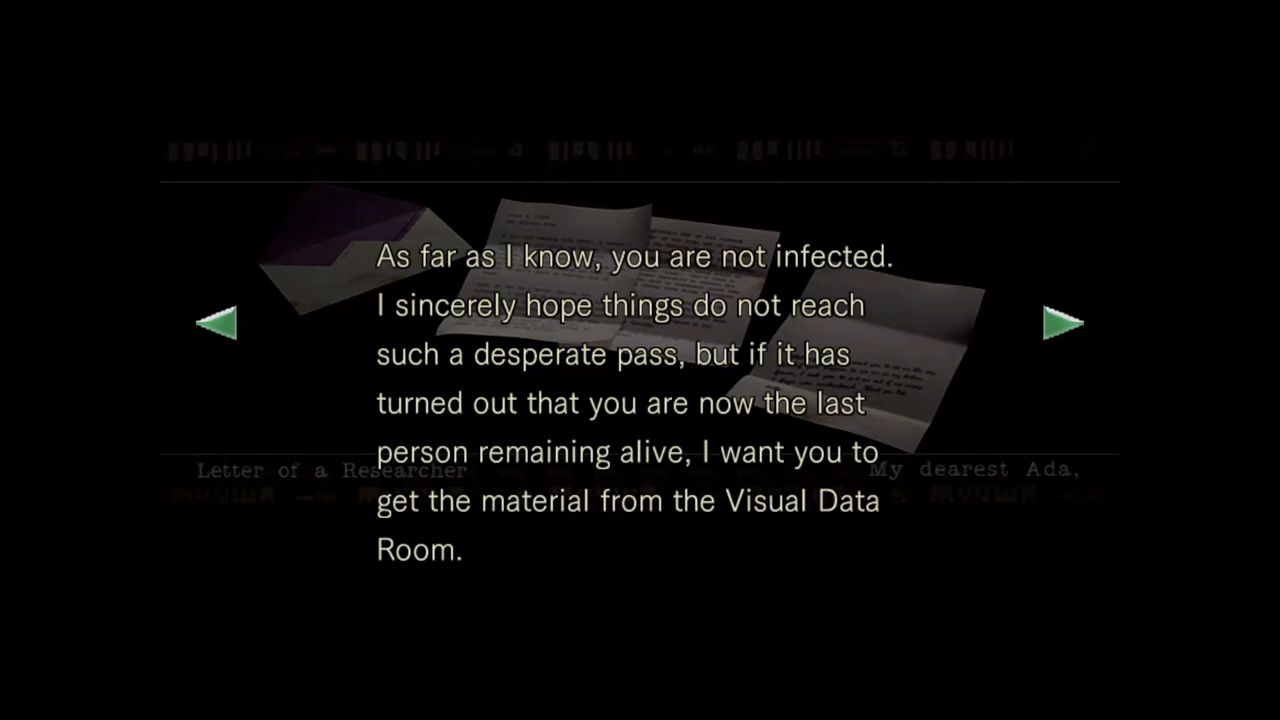 As far as I know, you are not infected.
I sincerely hope things do not reach
such a desperate pass, but if it has
turned out that you are now the last
person remaining alive, I want you to
get the material from the Visual Data
Room.
Letter of a Researcher
My dearest Ada,